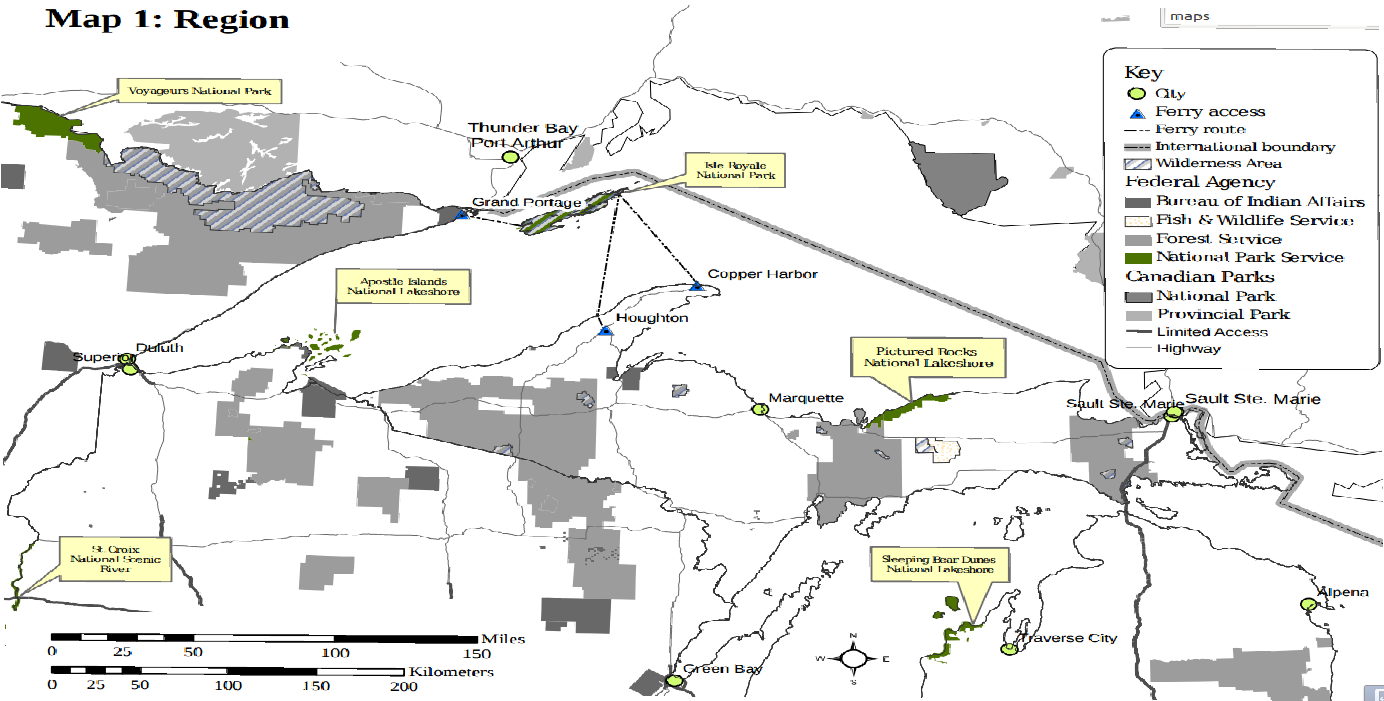 Map 1: Region
maps
Voyageurs National Park
Thunder Bay
Port Arthur
Isle Royale
National Park
Grand Portage
Copper Harbor
Apostle Islands
National Lakeshore
Houghton
Superior
Duluth
Pictured Rocks
National Lakeshore
Marquette
Sault Ste. Marie
Sault Ste. Marie
St. Croix
National Scenic
River
Sleeping Bear Dunes
National Lakeshore
Alpena
Traverse City
Green Bay
Key
City
Ferry access
Ferry route
International boundary
Wilderness Area
Federal Agency
Bureau of Indian Affairs
Fish & Wildlife Service
Forest Service
National Park Service
Canadian Parks
National Park
Provincial Park
Limited Access
Highway
Miles
0 25 50 100 150
Kilometers
0 25 50 100 150 200
N
W E
S